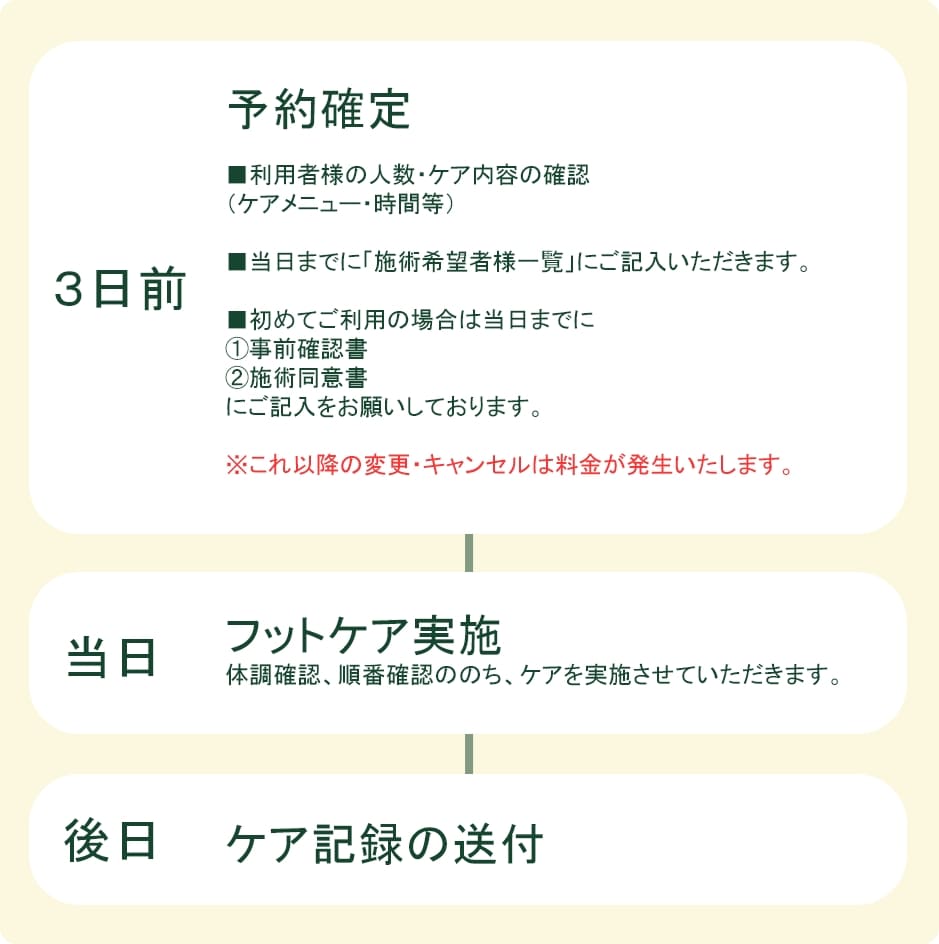 3日前
予約確定
■利用者様の人数・ケア内容の確認
（ケアメニュー・時間等）
■当日までに「施術希望者様一覧」にご記入いただきます。
■初めてご利用の場合は当日までに
①事前確認書
②施術同意書
にご記入をお願いしております。
※これ以降の変更・キャンセルは料金が発生いたします。
当日
フットケア実施
体調確認、順番確認ののち、ケアを実施させていただきます。
後日
ケア記録の送付